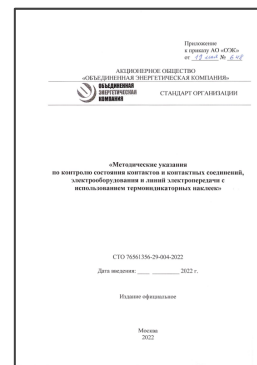 Приложение
к приказу АО «ОЭК»
от 19 мая № 648
АКЦИОНЕРНОЕ ОБЩЕСТВО
«ОБЪЕДИНЕННАЯ ЭНЕРГЕТИЧЕСКАЯ КОМПАНИЯ»
ОБЪЕДИНЕННАЯ
ЭНЕРГЕТИЧЕСКАЯ
КОМПАНИЯ
СТАНДАРТ ОРГАНИЗАЦИИ
«Методические указания
по контролю состояния контактов и контактных соединений,
электрооборудования и линий электропередачи с
использованием термоиндикаторных наклеек»
СТО 76561356-29-004-2022
Дата введения: ____ ________ 2022 г.
Издание официальное
Москва
2022